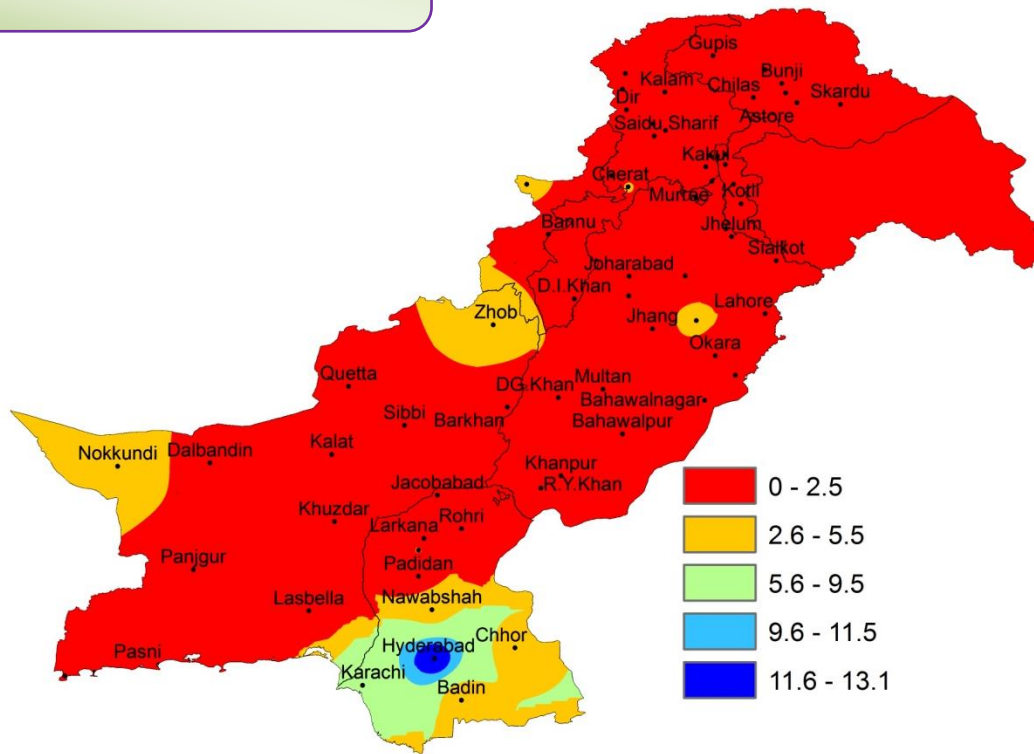 Gupis
Kalam
Chilas
Bunji
Skardu
Dir
Astore
Saidu Sharif
Kakul
Cherat
Murree
Kotli
Bannu
Jhelum
Sialkot
Joharabad
D.I.Khan
Zhob
Jhang
Lahore
Okara
Quetta
DG.Khan
Multan
Sibbi
Barkhan
Bahawalnagar
Bahawalpur
Nokkundi
Dalbandin
Kalat
Khanpur
R.Y.Khan
Jacobabad
Khuzdar
Larkana
Rohri
Panjgur
Padidan
Lasbella
Nawabshah
Pasni
Hyderabad
Chhor
Karachi
Badin
0 - 2.5
2.6 - 5.5
5.6 - 9.5
9.6 - 11.5
11.6 - 13.1